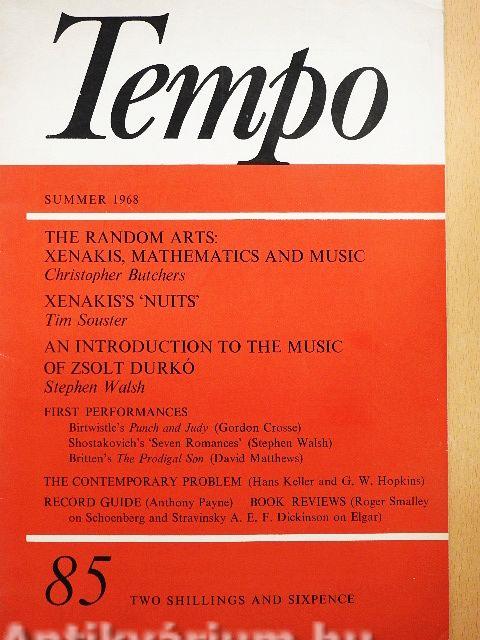 Tempo
SUMMER 1968
THE RANDOM ARTS:
XENAKIS, MATHEMATICS AND MUSIC
Christopher Butchers
XENAKIS'S 'NUITS'
Tim Souster
AN INTRODUCTION TO THE MUSIC
OF ZSOLT DURKÓ
Stephen Walsh
FIRST PERFORMANCES
Birtwistle's Punch and Judy (Gordon Crosse)
Shostakovich's 'Seven Romances' (Stephen Walsh)
Britten's The Prodigal Son (David Matthews)
THE CONTEMPORARY PROBLEM (Hans Keller and G. W. Hopkins)
RECORD GUIDE (Anthony Payne) BOOK REVIEWS (Roger Smalley
on Schoenberg and Stravinsky A. E. F. Dickinson on Elgar)
85 TWO SHILLINGS AND SIXPENCE
Antikvárium.hu